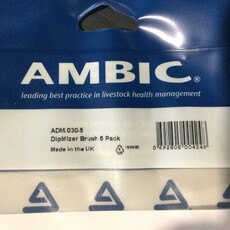 AMBIC®
leading best practice in livestock health management
ADM/030-5
DipMizer Brush 5 Pack
Made in the UK